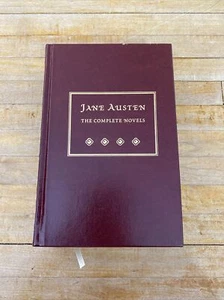 JANE AUSTEN
THE COMPLETE NOVELS